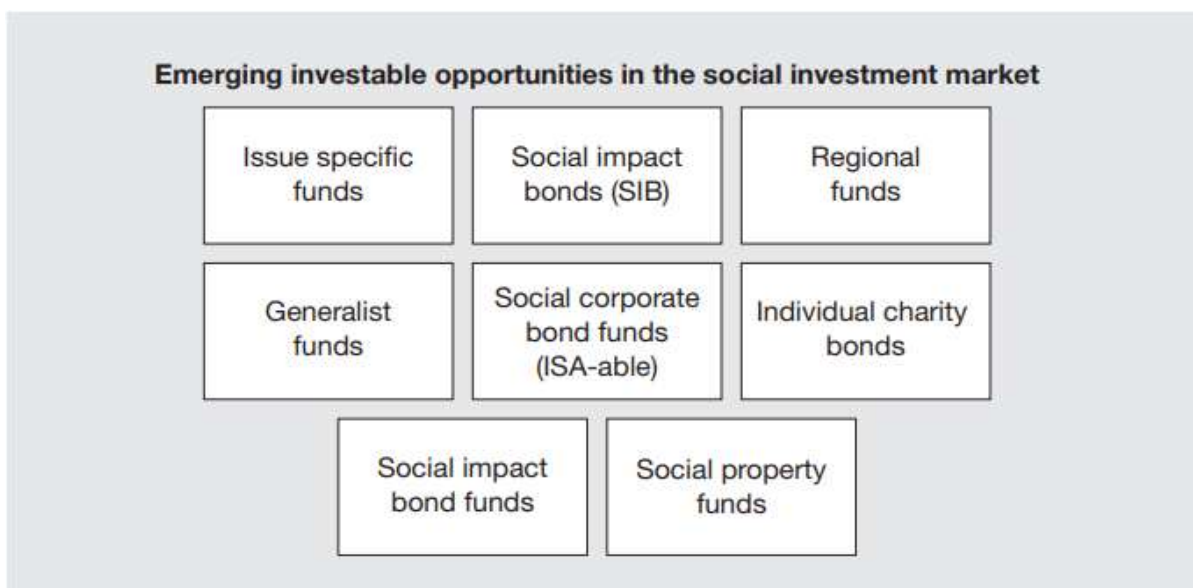 Emerging investable opportunities in the social investment market
Issue specific
funds
Social impact
bonds (SIB)
Regional
funds
Generalist
funds
Social corporate
bond funds
(ISA-able)
Individual charity
bonds
Social impact
bond funds
Social property
funds